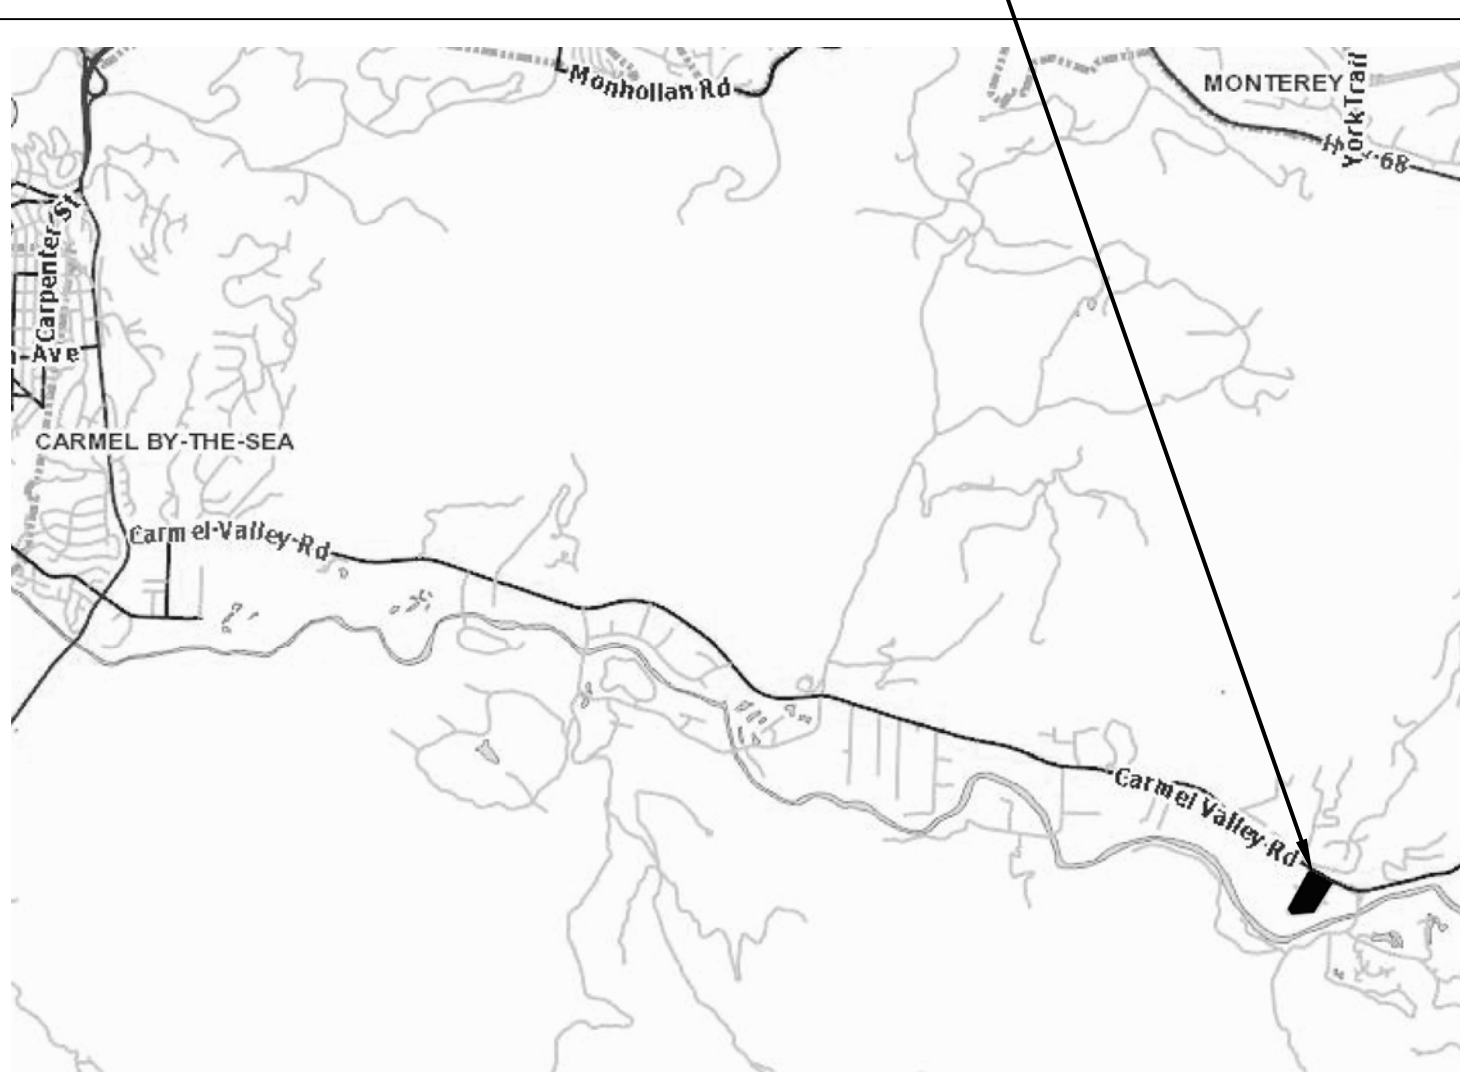 Monhollan Rd
MONTEREY
York Trail
68
Carpenter St
Ave
CARMEL BY-THE-SEA
Carmel Valley Rd
Carmel Valley Rd